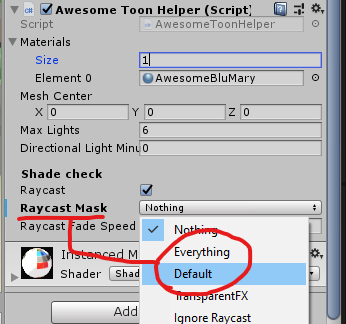 Awesome Toon Helper (Script)
Script AwesomeToonHelper
Materials
Size 1
Element 0 AwesomeBluMary
Mesh Center
X 0 Y 0 Z 0
Max Lights 6
Directional Light Minu 0
Shade check
Raycast
Raycast Mask Nothing
Raycast Fade Speed Nothing
Everything
Instanced M
Default
Shader Shad
TransparentFX
Add
Ignore Raycast